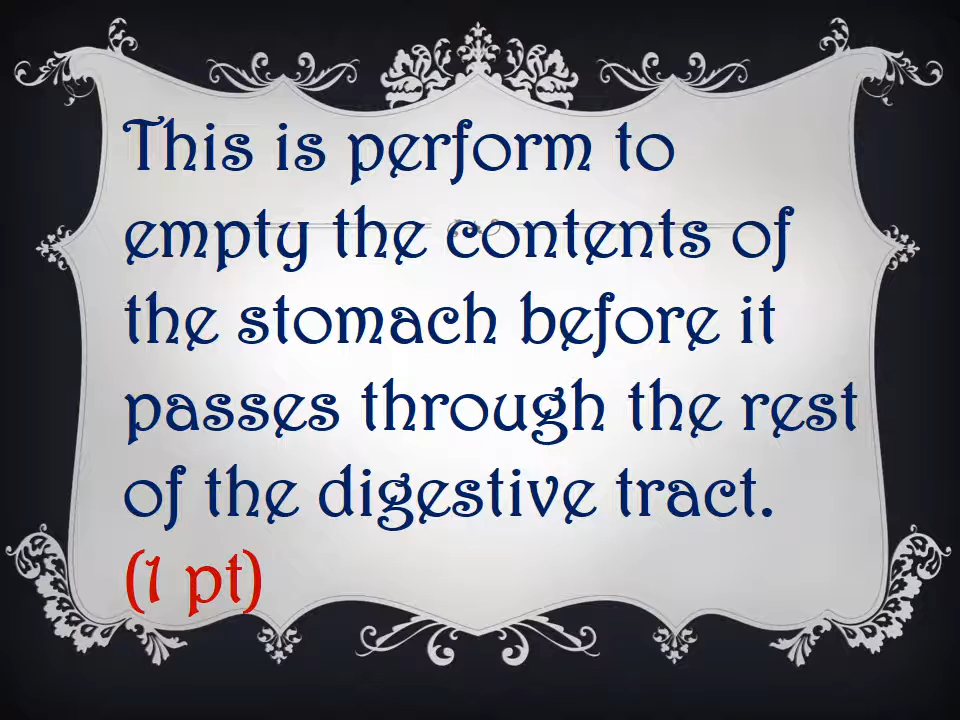 This is perform to
empty the contents of
the stomach before it
passes through the rest
of the digestive tract.
(1 pt)